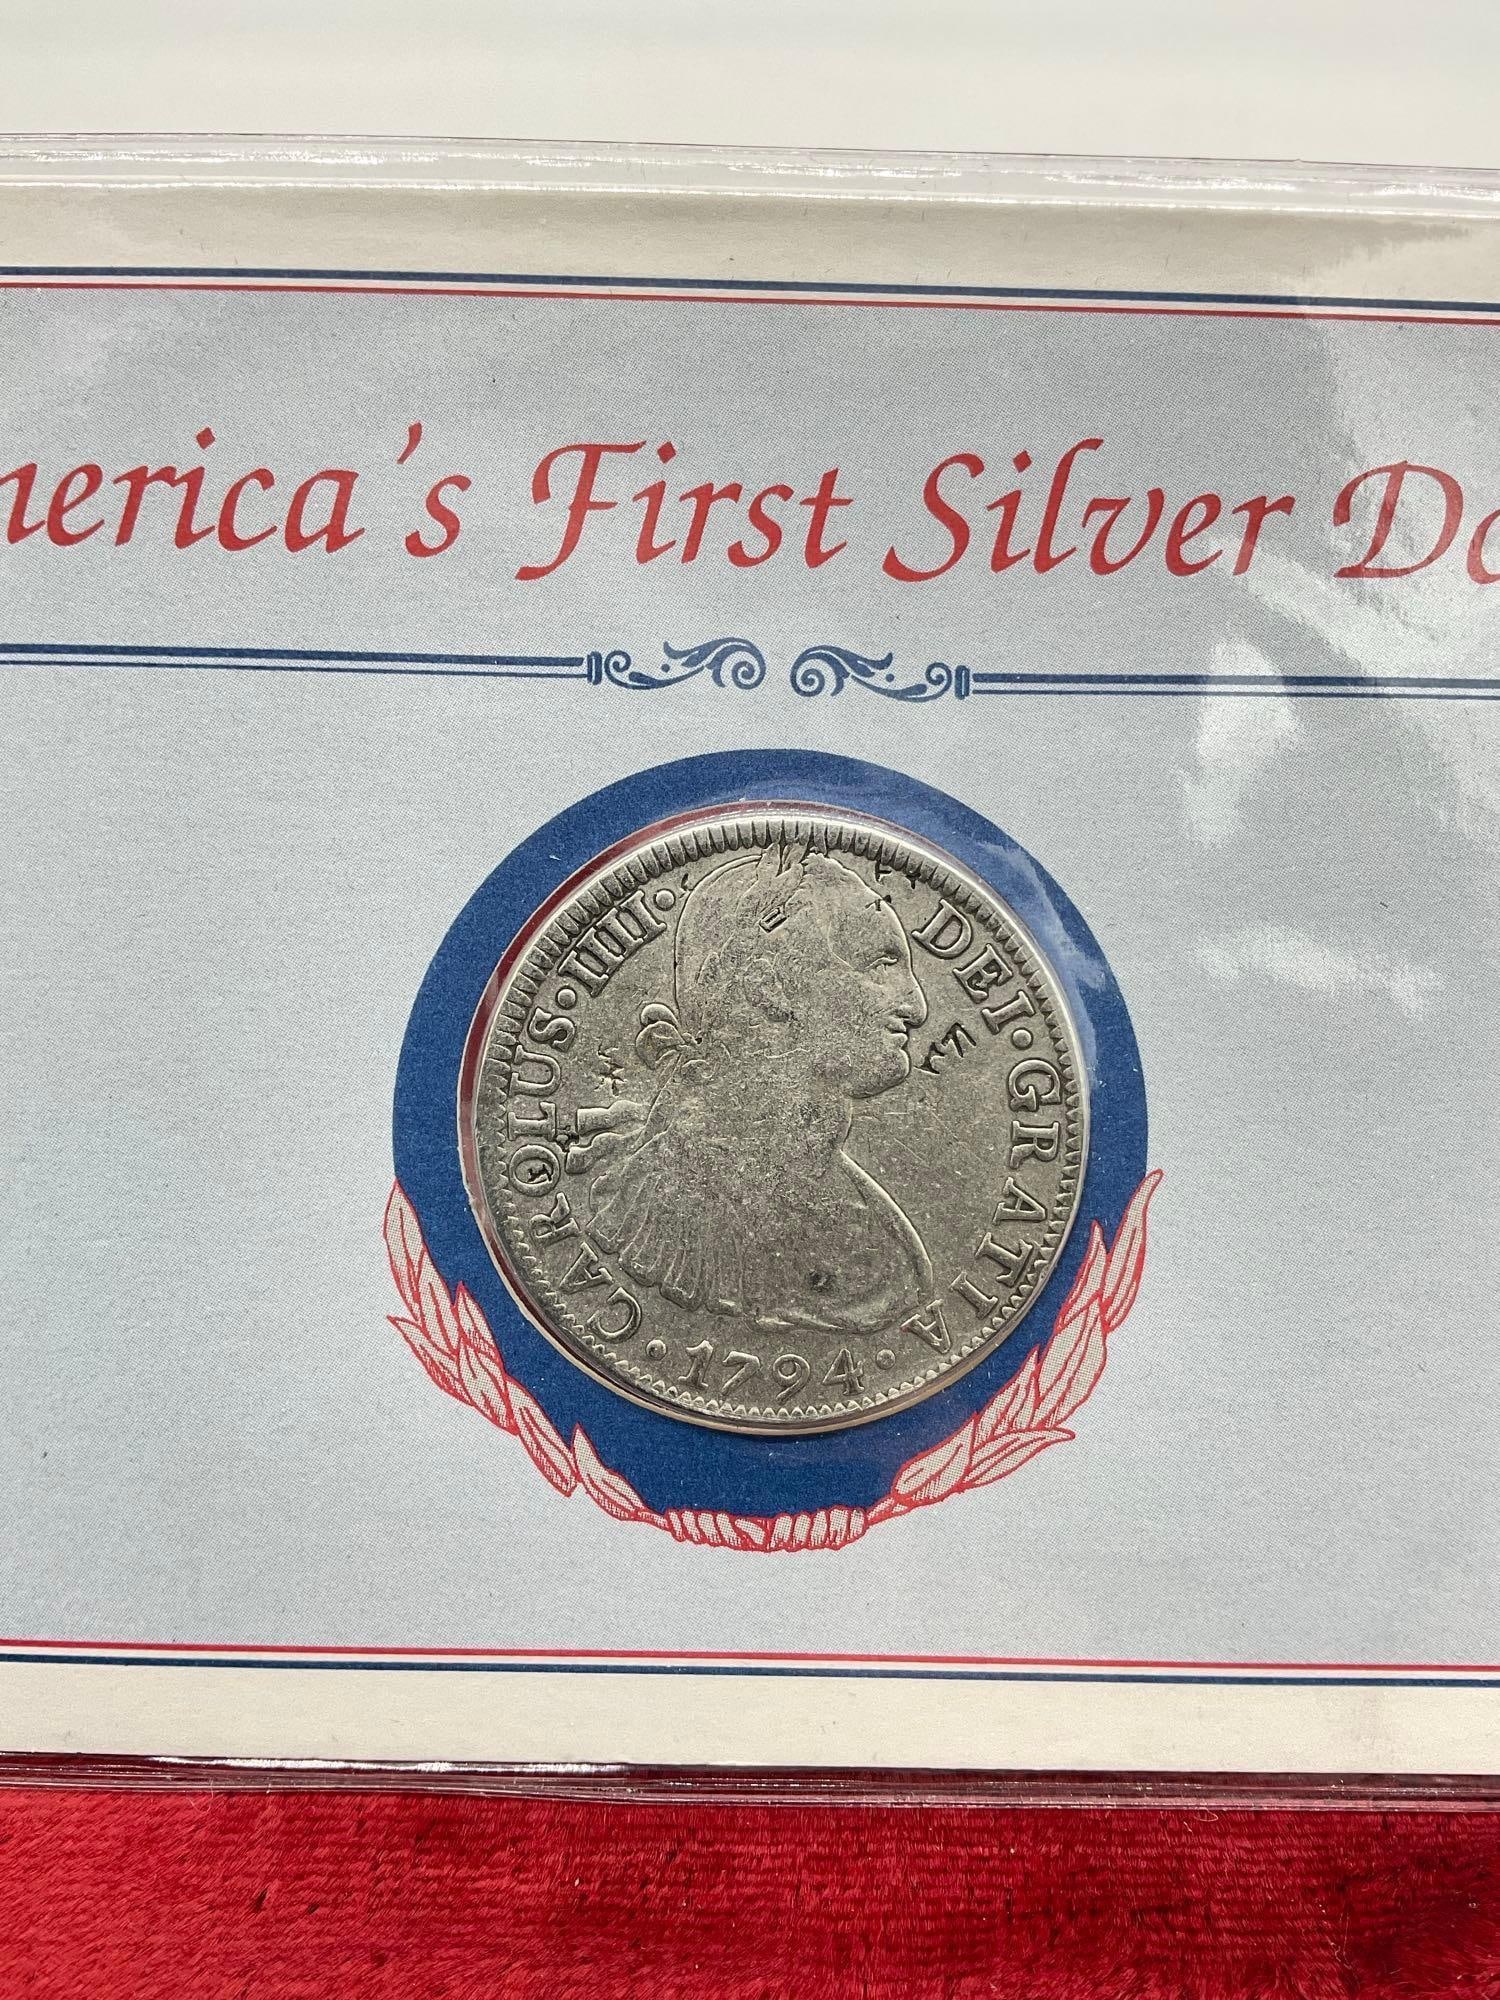 merica's First Silver Do
CAROLUS·IIII· DEI·GRATIA
·1794·